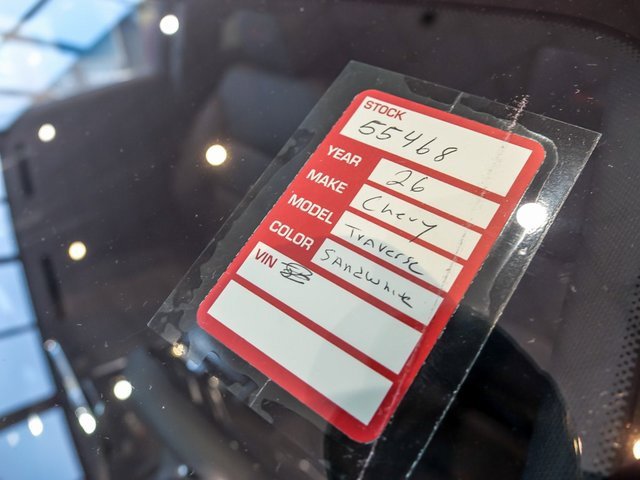 STOCK
55468
YEAR 26
MAKE Chevy
MODEL Traverse
COLOR Sandwhite
VIN